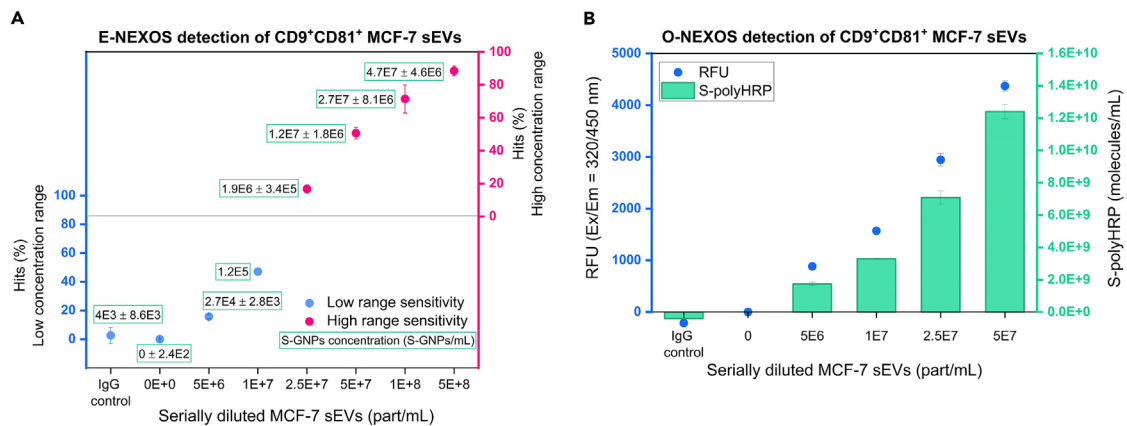 A
E-NEXOS detection of CD9+CD81+ MCF-7 sEVs
Hits (%)
Low concentration range
100
80
60
40
20
0
100
80
60
40
20
0
Hits (%)
High concentration range
4.7E7 ± 4.6E6
2.7E7 ± 8.1E6
1.2E7 ± 1.8E6
1.9E6 ± 3.4E5
1.2E5
2.7E4 ± 2.8E3
4E3 ± 8.6E3
0 ± 2.4E2
Low range sensitivity
High range sensitivity
S-GNPs concentration (S-GNPs/mL)
IgG control 0E+0 5E+6 1E+7 2.5E+7 5E+7 1E+8 5E+8
Serially diluted MCF-7 sEVs (part/mL)
B
O-NEXOS detection of CD9+CD81+ MCF-7 sEVs
RFU
S-polyHRP
RFU (Ex/Em = 320/450 nm)
5000
4000
3000
2000
1000
0
1.6E+10
1.4E+10
1.2E+10
1.0E+10
8.0E+9
6.0E+9
4.0E+9
2.0E+9
0.0E+0
S-polyHRP (molecules/mL)
IgG control 0 5E6 1E7 2.5E7 5E7
Serially diluted MCF-7 sEVs (part/mL)